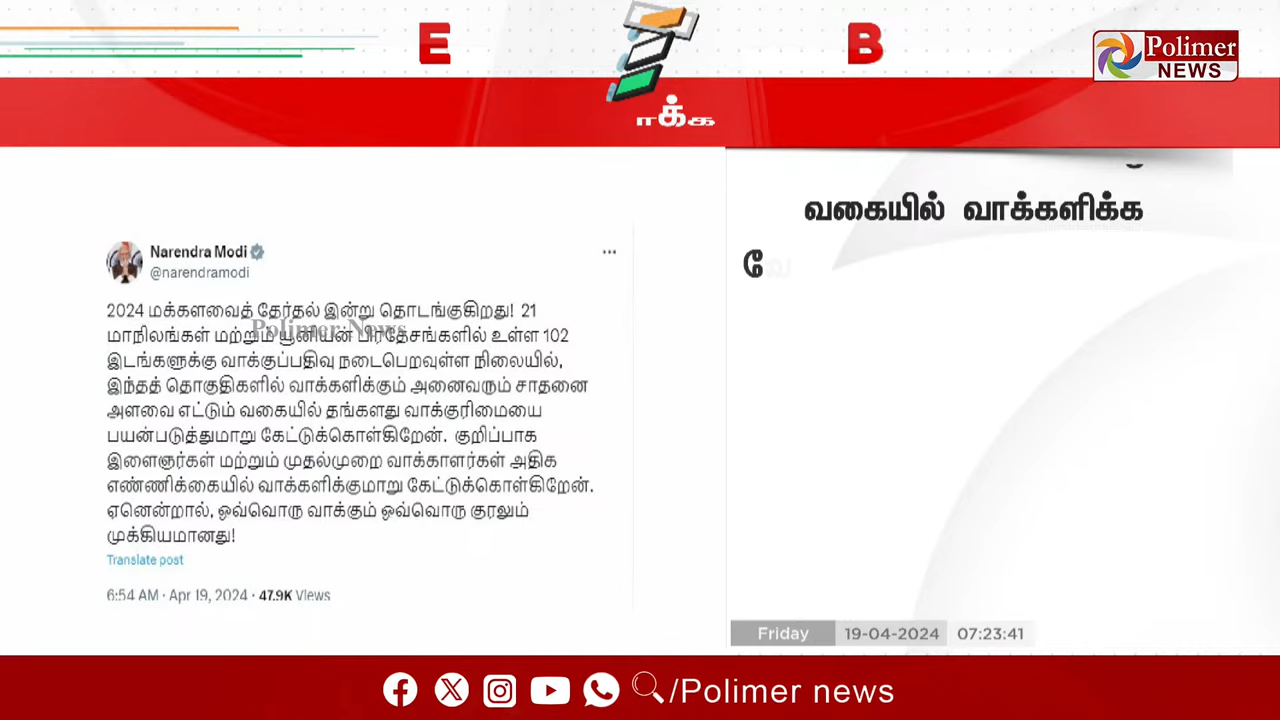 E B
Polimer
NEWS
ாக்க
வகையில் வாக்களிக்க
வே
Narendra Modi
@narendramodi
2024 மக்களவைத் தேர்தல் இன்று தொடங்குகிறது! 21
மாநிலங்கள் மற்றும் யூனியன் பிரதேசங்களில் உள்ள 102
இடங்களுக்கு வாக்குப்பதிவு நடைபெறவுள்ள நிலையில்,
இந்தத் தொகுதிகளில் வாக்களிக்கும் அனைவரும் சாதனை
அளவை எட்டும் வகையில் தங்களது வாக்குரிமையை
பயன்படுத்துமாறு கேட்டுக்கொள்கிறேன். குறிப்பாக
இளைஞர்கள் மற்றும் முதல்முறை வாக்காளர்கள் அதிக
எண்ணிக்கையில் வாக்களிக்குமாறு கேட்டுக்கொள்கிறேன்.
ஏனென்றால், ஒவ்வொரு வாக்கும் ஒவ்வொரு குரலும்
முக்கியமானது!
Polimer News
Translate post
6:54 AM · Apr 19, 2024 · 47.9K Views
Friday 19-04-2024 07:23:41
/Polimer news